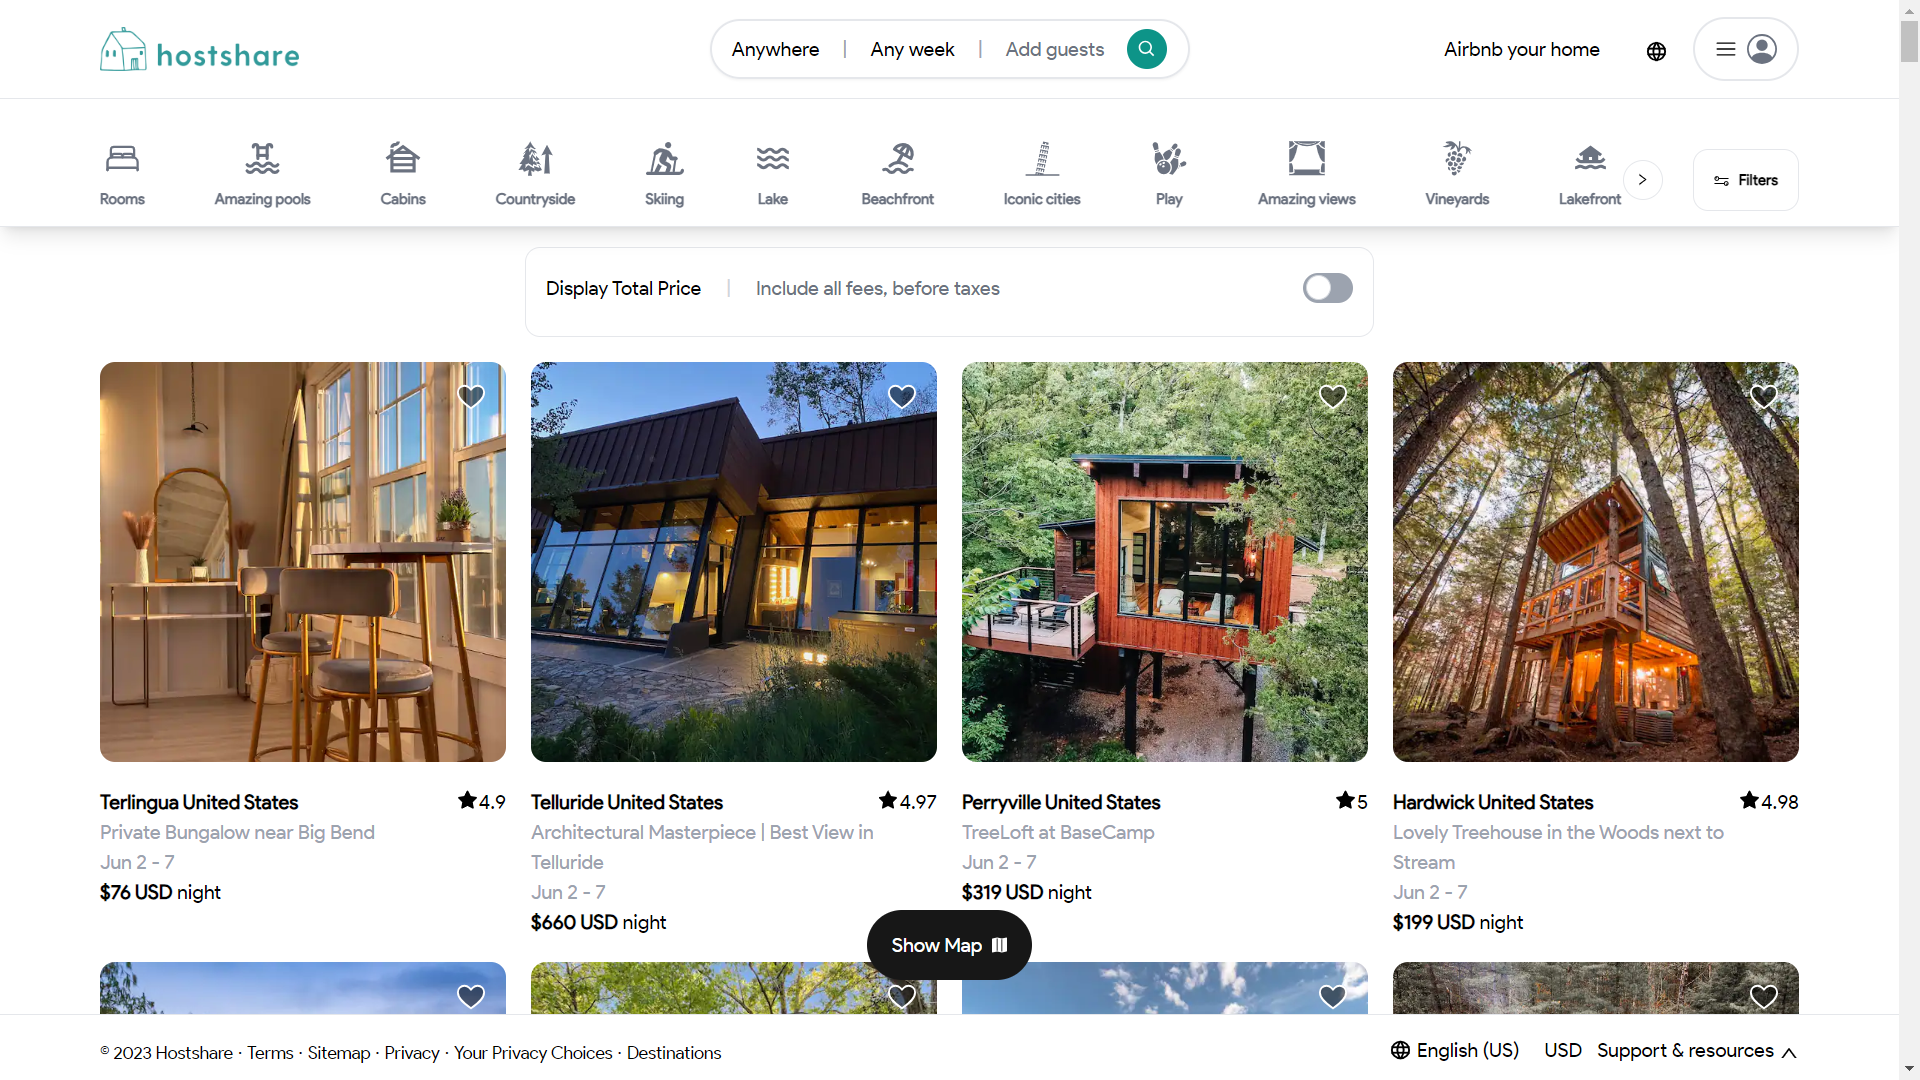 hostshare
Anywhere | Any week | Add guests
Airbnb your home
Rooms
Amazing pools
Cabins
Countryside
Skiing
Lake
Beachfront
Iconic cities
Play
Amazing views
Vineyards
Lakefront
Filters
Display Total Price | Include all fees, before taxes
Terlingua United States 4.9
Private Bungalow near Big Bend
Jun 2 - 7
$76 USD night
Telluride United States 4.97
Architectural Masterpiece | Best View in
Telluride
Jun 2 - 7
$660 USD night
Perryville United States 5
TreeLoft at BaseCamp
Jun 2 - 7
$319 USD night
Hardwick United States 4.98
Lovely Treehouse in the Woods next to
Stream
Jun 2 - 7
$199 USD night
Show Map
© 2023 Hostshare · Terms · Sitemap · Privacy · Your Privacy Choices · Destinations
English (US) USD Support & resources